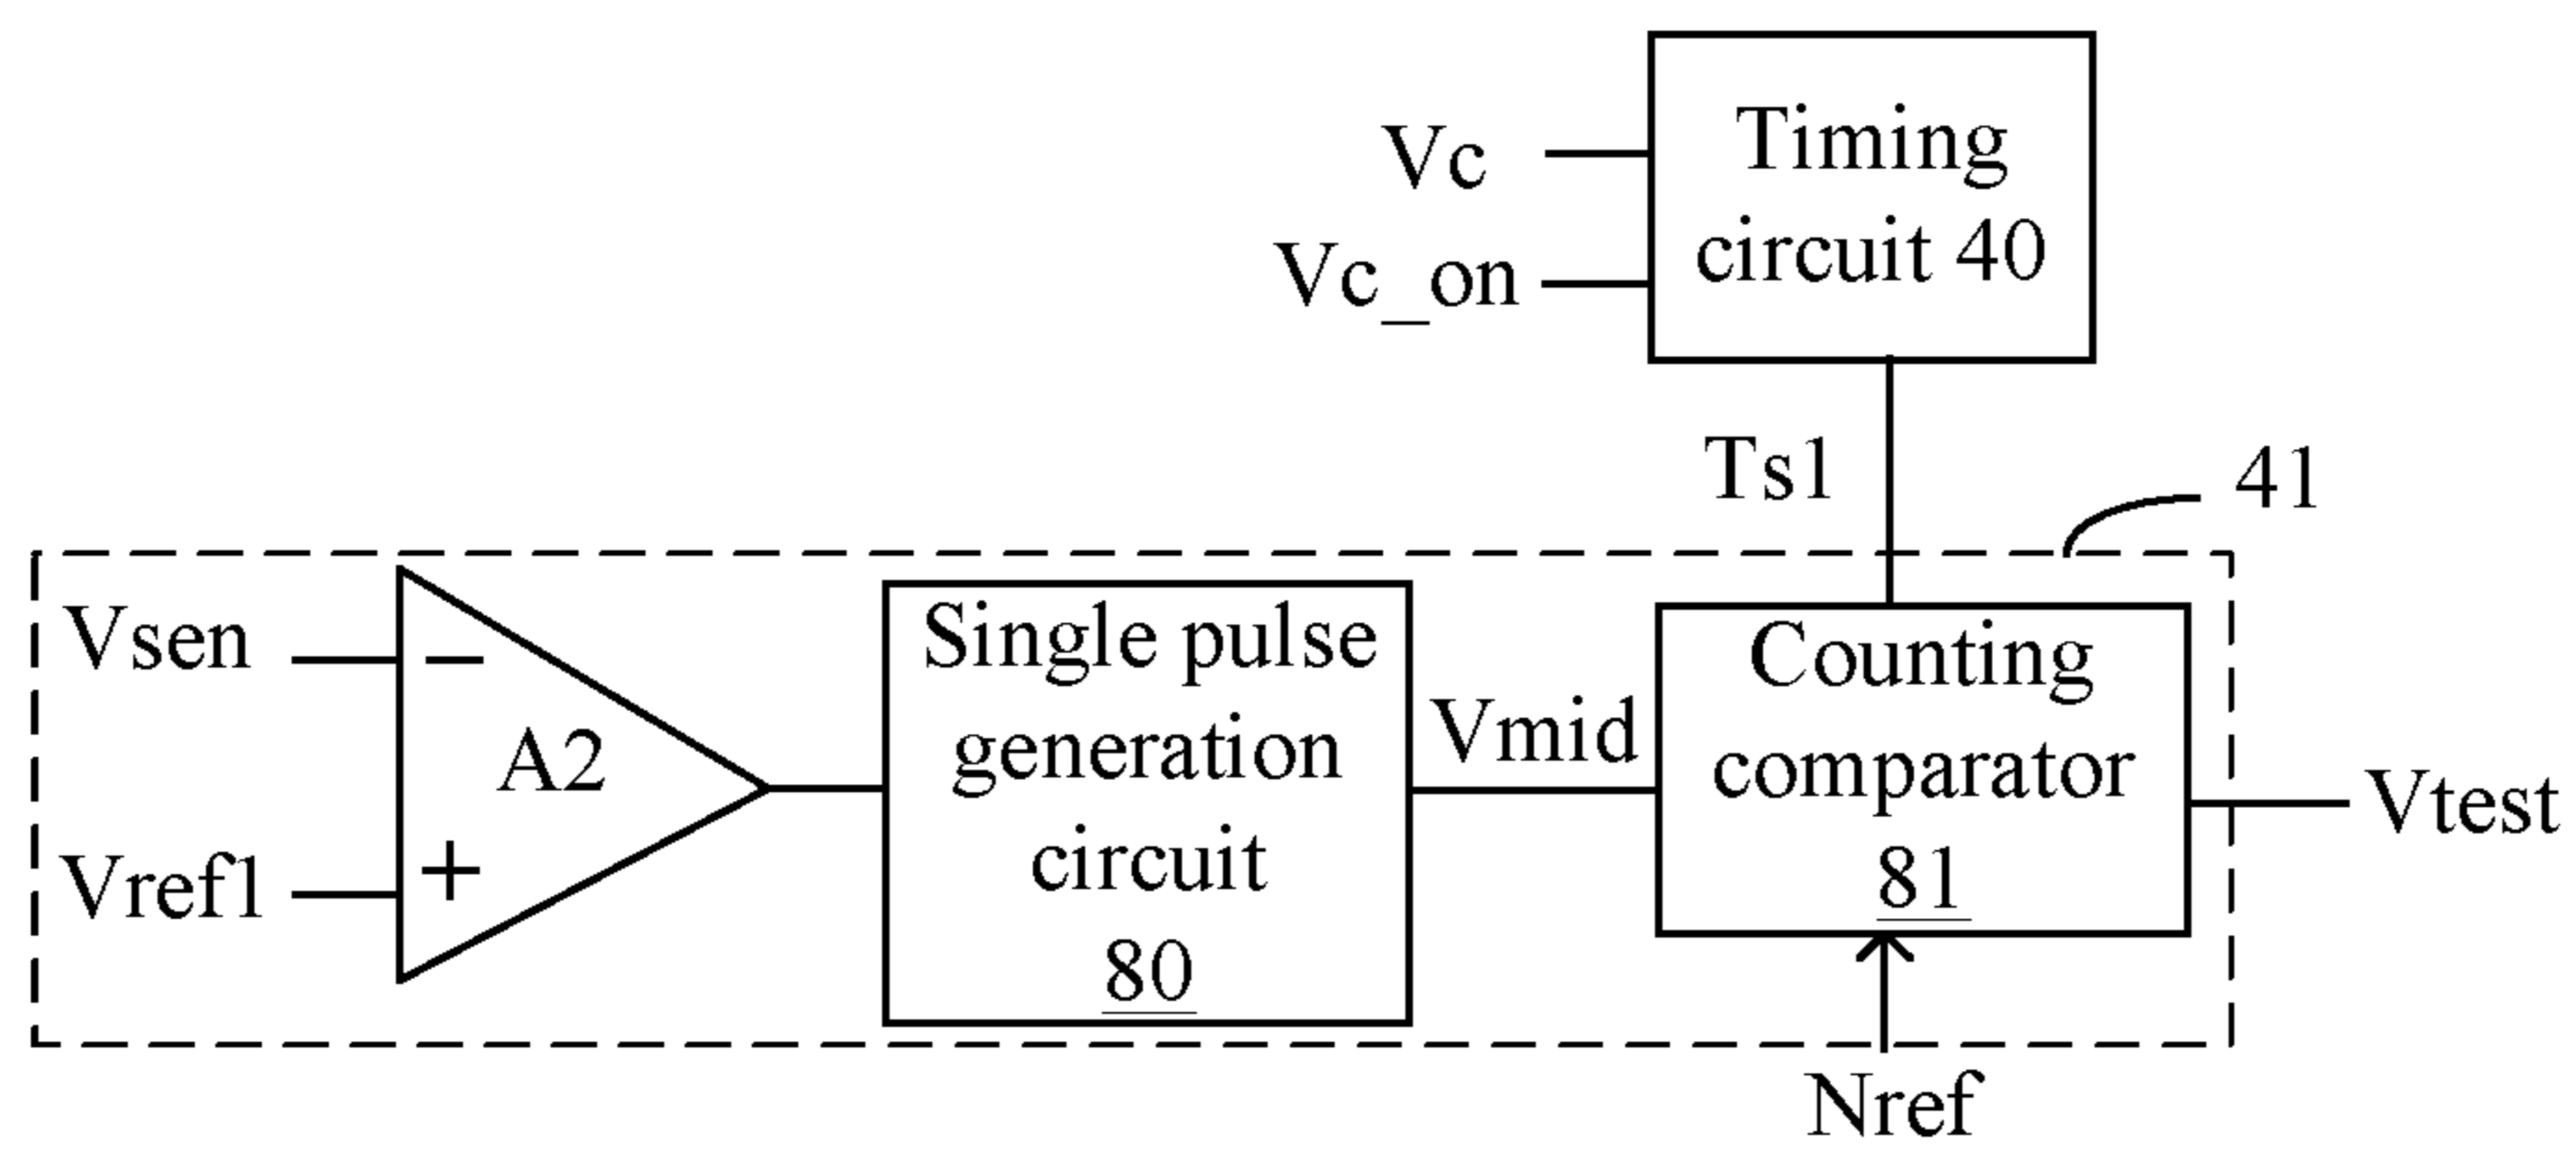 Timing
circuit 40
Vc
Vc_on
Ts1
41
Vsen
−
A2
Vref1
+
Single pulse
generation
circuit
80
Vmid
Counting
comparator
81
Vtest
Nref